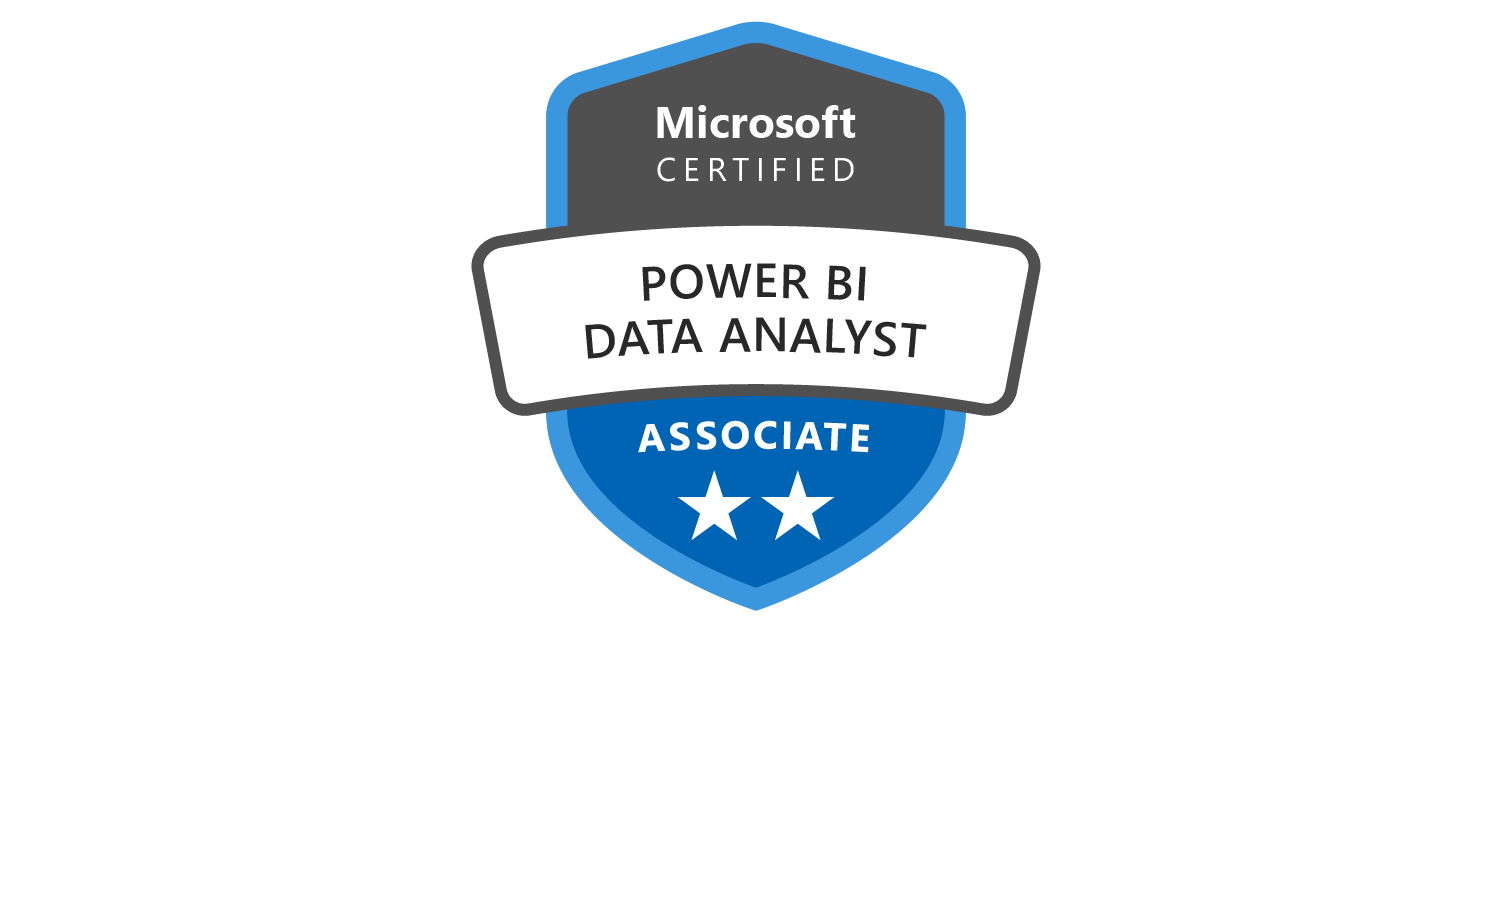 Microsoft
CERTIFIED
POWER BI
DATA ANALYST
ASSOCIATE